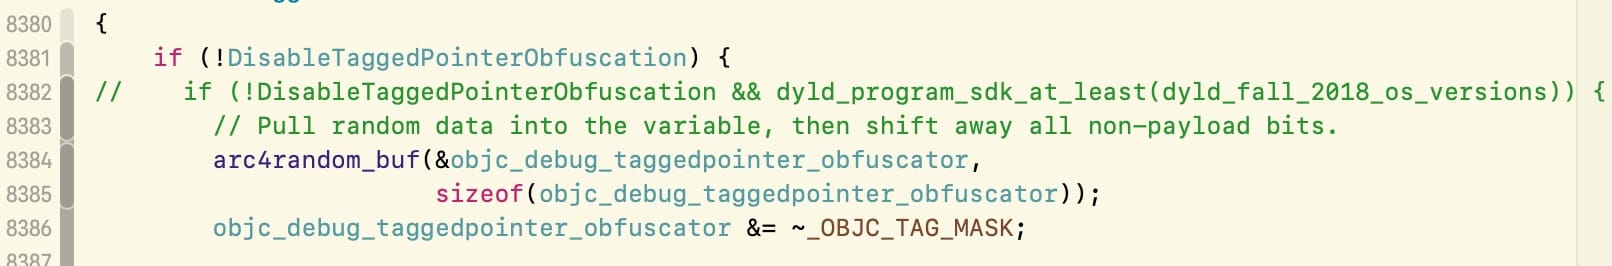 8380 {
8381 if (!DisableTaggedPointerObfuscation) {
8382 // if (!DisableTaggedPointerObfuscation && dyld_program_sdk_at_least(dyld_fall_2018_os_versions)) {
8383 // Pull random data into the variable, then shift away all non-payload bits.
8384 arc4random_buf(&objc_debug_taggedpointer_obfuscator,
8385 sizeof(objc_debug_taggedpointer_obfuscator));
8386 objc_debug_taggedpointer_obfuscator &= ~_OBJC_TAG_MASK;
8387